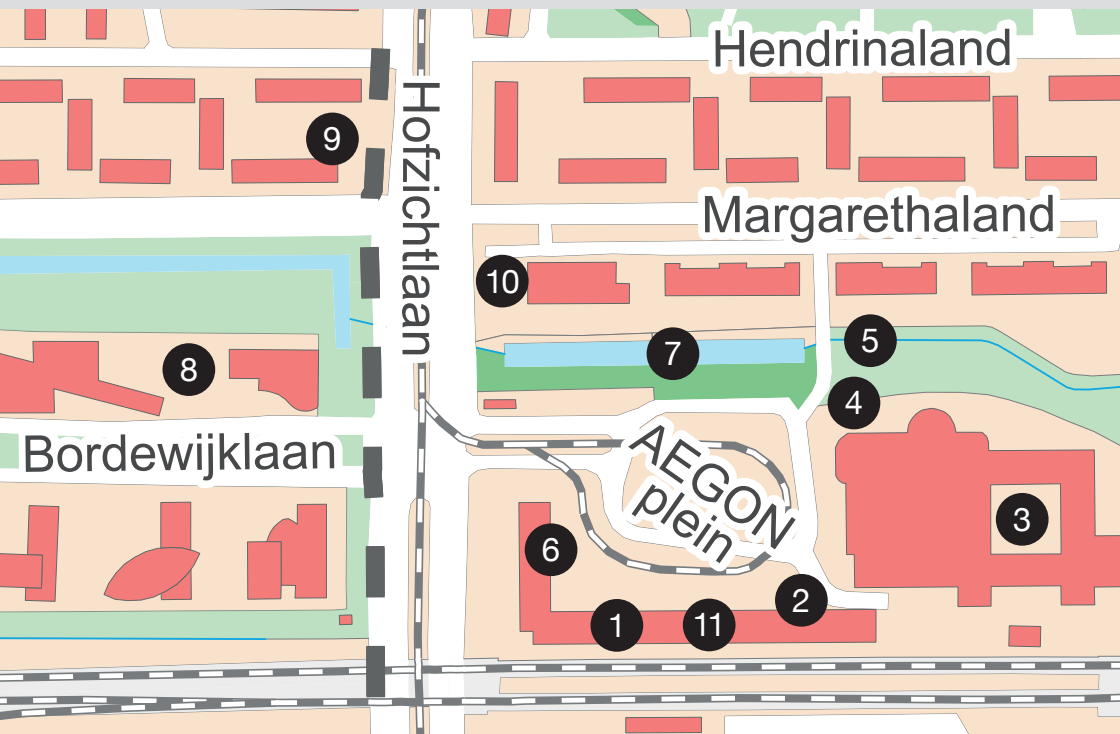 Hendrinaland
Hofzichtlaan
9
Margarethaland
10
7
5
8
4
Bordewijklaan
AEGON
plein
3
6
2
1
11